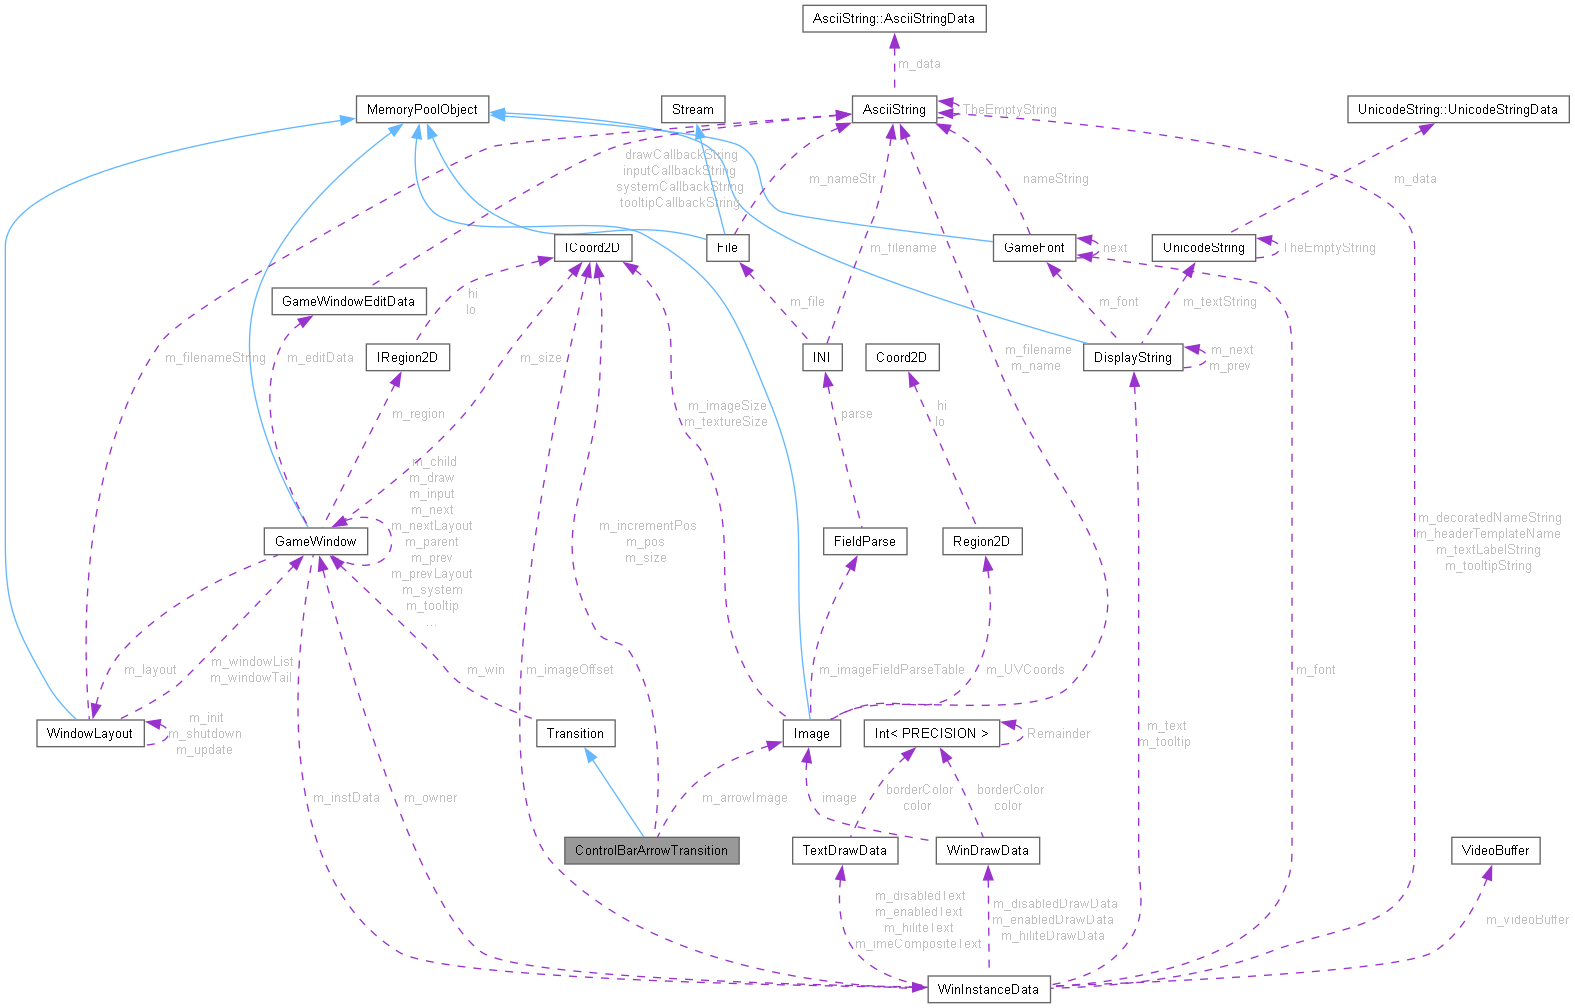 AsciiString::AsciiStringData
m_data
MemoryPoolObject
Stream
AsciiString
TheEmptyString
UnicodeString::UnicodeStringData
drawCallbackString
inputCallbackString
systemCallbackString
tooltipCallbackString
m_nameStr
nameString
m_data
ICoord2D
File
m_filename
GameFont
next
UnicodeString
TheEmptyString
GameWindowEditData
hi
lo
m_file
m_font
m_textString
m_filenameString
m_editData
IRegion2D
m_size
INI
Coord2D
m_filename
m_name
DisplayString
m_next
m_prev
m_region
m_imageSize
m_textureSize
parse
hi
lo
m_child
m_draw
m_input
m_next
m_nextLayout
m_parent
m_prev
m_prevLayout
m_system
m_tooltip
...
GameWindow
m_incrementPos
m_pos
m_size
FieldParse
Region2D
m_decoratedNameString
m_headerTemplateName
m_textLabelString
m_tooltipString
m_layout
m_windowList
m_windowTail
m_win
m_imageOffset
m_imageFieldParseTable
m_UVCoords
m_font
WindowLayout
m_init
m_shutdown
m_update
Transition
Image
Int< PRECISION >
Remainder
m_text
m_tooltip
m_instData
m_owner
m_arrowImage
image
borderColor
color
borderColor
color
ControlBarArrowTransition
TextDrawData
WinDrawData
VideoBuffer
m_disabledText
m_enabledText
m_hiliteText
m_imeCompositeText
m_disabledDrawData
m_enabledDrawData
m_hiliteDrawData
m_videoBuffer
WinInstanceData